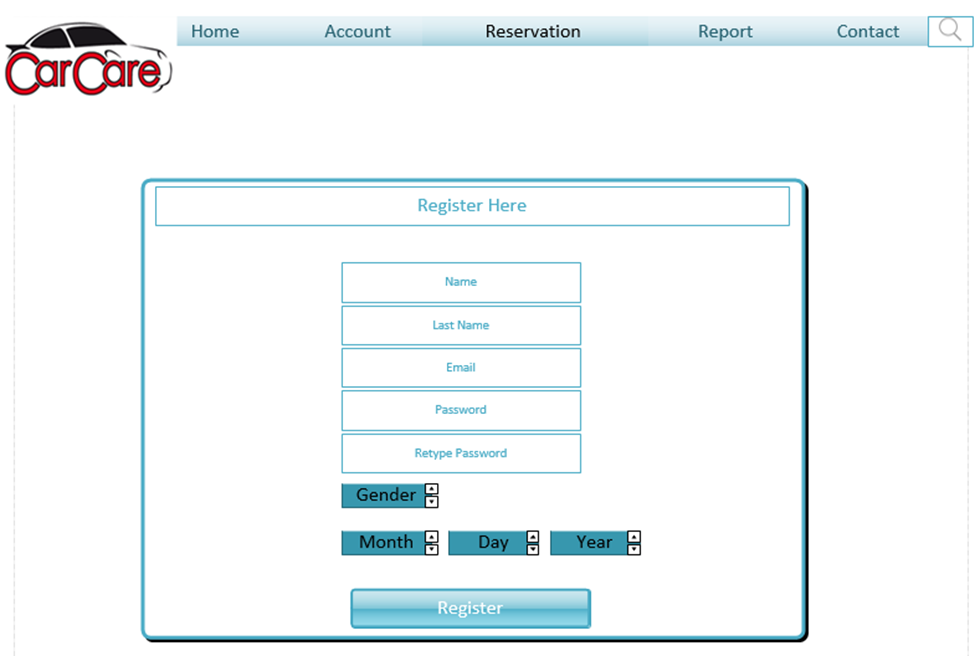 CarCare
Home Account Reservation Report Contact
Register Here
Name
Last Name
Email
Password
Retype Password
Gender
Month Day Year
Register